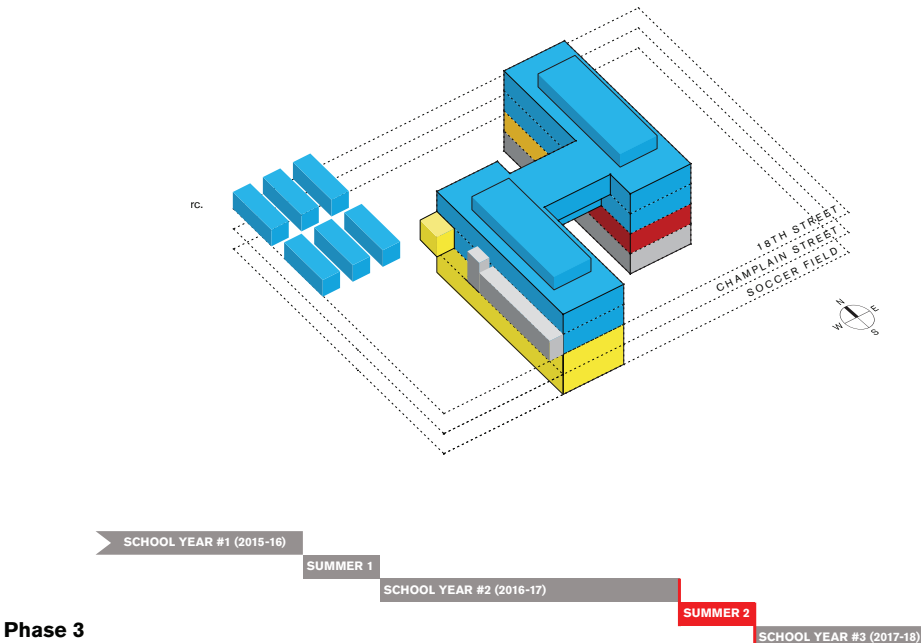 rc.
18TH STREET
CHAMPLAIN STREET
SOCCER FIELD
N
E
W
S
SCHOOL YEAR #1 (2015-16)
SUMMER 1
SCHOOL YEAR #2 (2016-17)
SUMMER 2
Phase 3
SCHOOL YEAR #3 (2017-18)